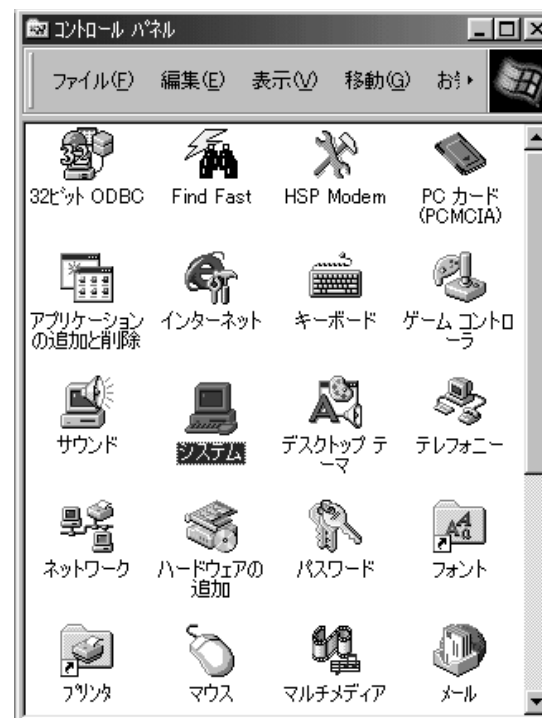 コントロール パネル
ファイル(F) 編集(E) 表示(V) 移動(G)
32ビット ODBC
Find Fast
HSP Modem
PC カード
(PCMCIA)
アプリケーション
の追加と削除
インターネット
キーボード
ゲーム コントロ
ーラ
サウンド
システム
デスクトップ テ
ーマ
テレフォニー
ネットワーク
ハードウェアの
追加
パスワード
フォント
プリンタ
マウス
マルチメディア
メール